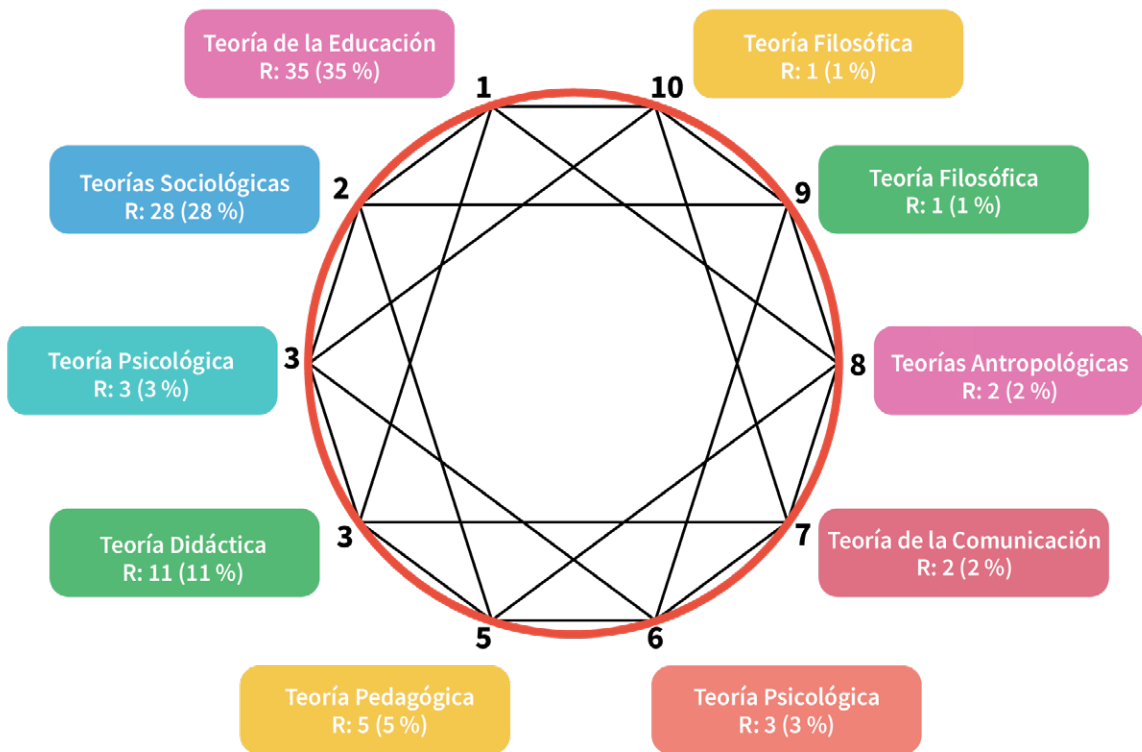 Teoría de la Educación
R: 35 (35 %)
Teoría Filosófica
R: 1 (1 %)
1
10
Teorías Sociológicas
R: 28 (28 %)
2
9
Teoría Filosófica
R: 1 (1 %)
Teoría Psicológica
R: 3 (3 %)
3
8
Teorías Antropológicas
R: 2 (2 %)
Teoría Didáctica
R: 11 (11 %)
3
7
Teoría de la Comunicación
R: 2 (2 %)
5
6
Teoría Pedagógica
R: 5 (5 %)
Teoría Psicológica
R: 3 (3 %)